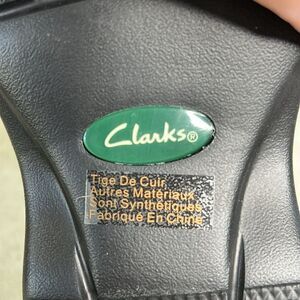 Clarks®
Tige De Cuir
Autres Matériaux
Sont Synthétiques
Fabriqué En Chine